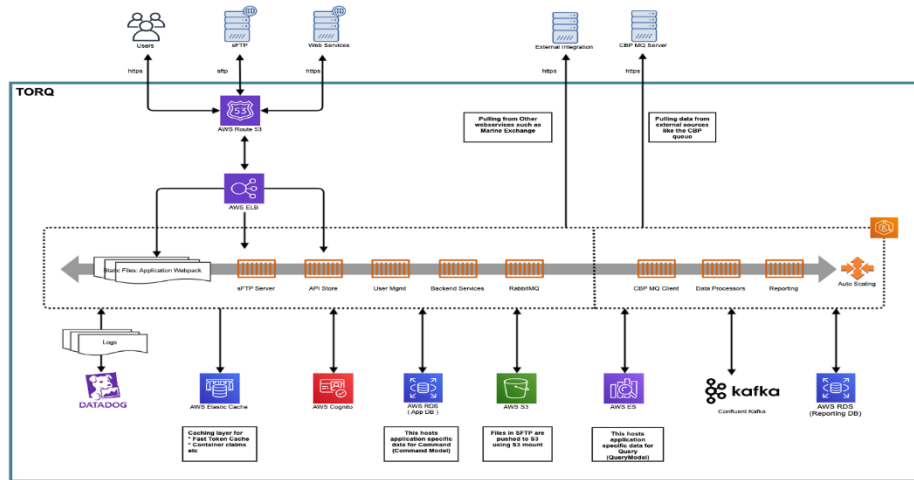 Users
sFTP
Web Services
External Integration
CBP MQ Server
https
sftp
https
https
https
TORQ
53
AWS Route 53
Pulling from Other
webservices such as
Marine Exchange
Pulling data from
external sources
like the CBP
queue
AWS ELB
Static Files: Application Webpack
sFTP Server
API Store
User Mgmt
Backend Services
RabbitMQ
CBP MQ Client
Data Processors
Reporting
Auto Scaling
Logs
DATADOG
AWS Elastic Cache
AWS Cognito
AWS RDS
( App DB )
AWS S3
AWS ES
kafka
Confluent Kafka
AWS RDS
(Reporting DB)
Caching layer for
* Fast Token Cache
* Container claims
etc
This hosts
application specific
data for Command
(Command Model)
Files in SFTP are
pushed to S3
using S3 mount
This hosts
application
specific data for
Query
(QueryModel)